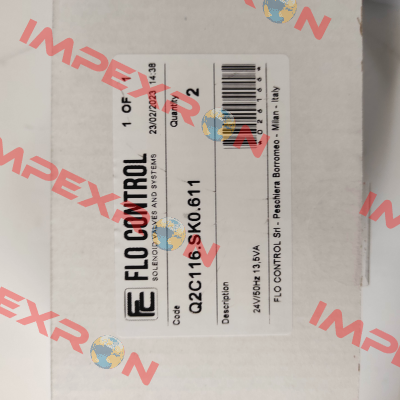 FLO CONTROL
SOLENOID VALVES AND SYSTEMS
1 OF 1
23/02/2023 14:38
Code
Q2C116.SK0.611
Quantity
2
Description
24V/50Hz 13,5VA
*0261666*
FLO CONTROL Srl - Peschiera Borromeo - Milan - Italy
IMPEXRON
IMPEXRON
IMPEXRON
IMPEXRON